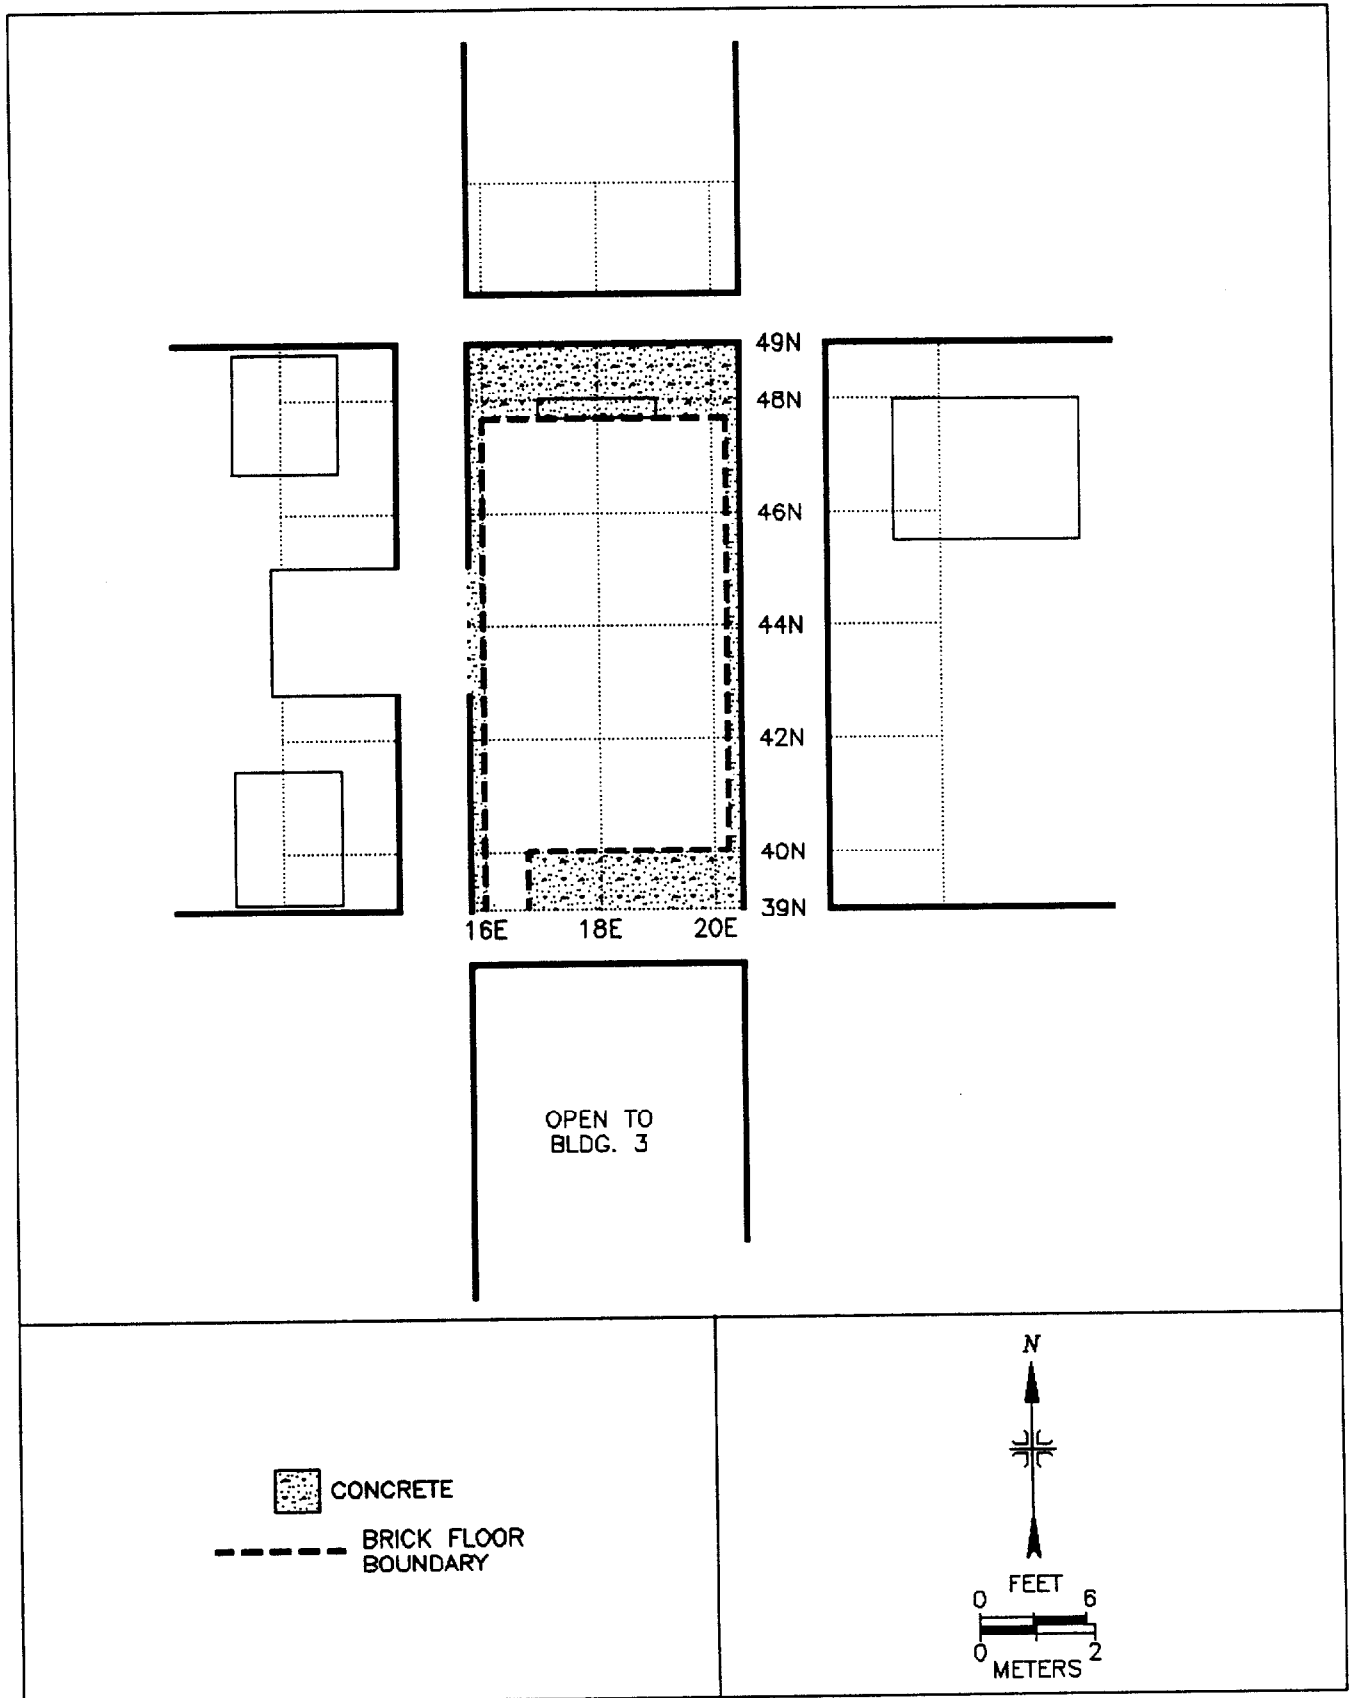 49N
48N
46N
44N
42N
40N
39N
16E 18E 20E
OPEN TO
BLDG. 3
CONCRETE
BRICK FLOOR
BOUNDARY
N
FEET
0 6
0 2
METERS